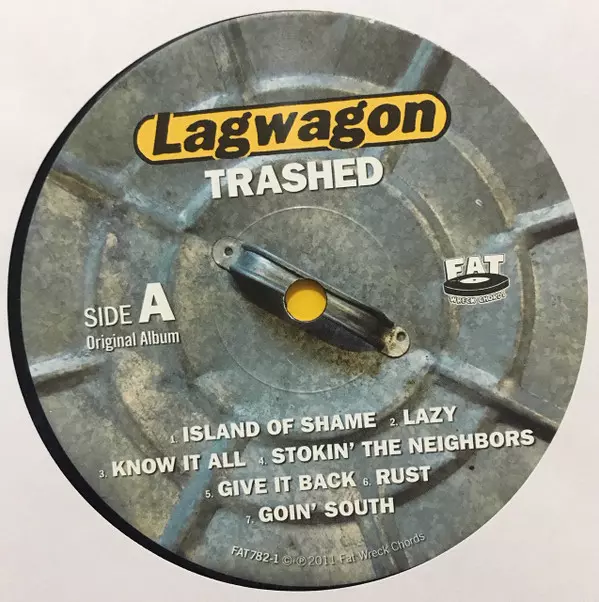 Lagwagon
TRASHED
FAT
WRECK CHORDS
SIDE A
Original Album
1. ISLAND OF SHAME 2. LAZY
3. KNOW IT ALL 4. STOKIN' THE NEIGHBORS
5. GIVE IT BACK 6. RUST
7. GOIN' SOUTH
FAT782-1 ©℗2011 Fat Wreck Chords